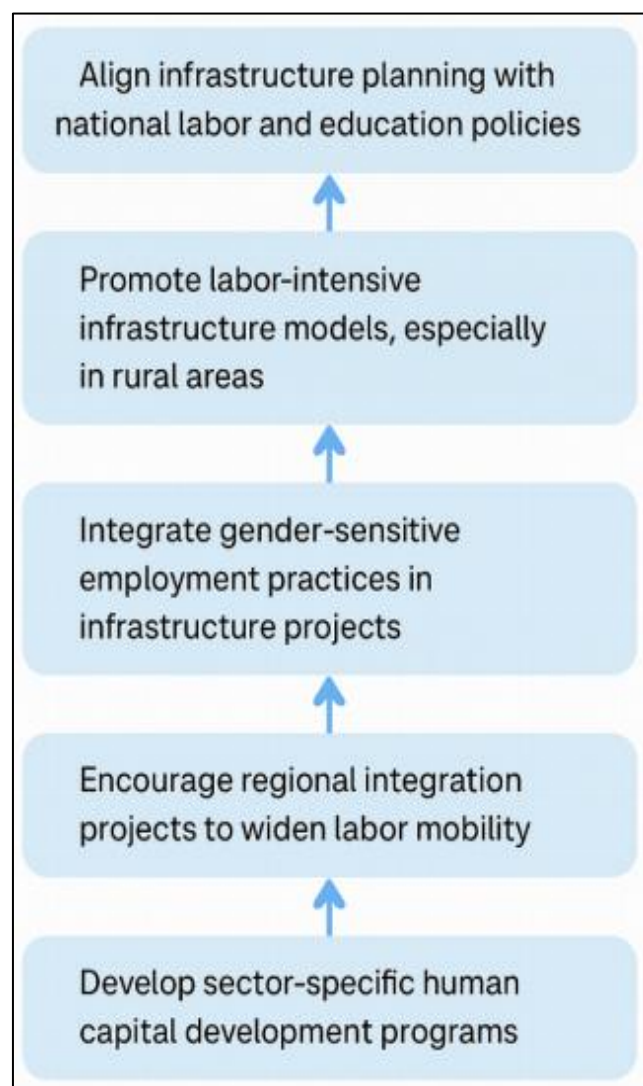 Align infrastructure planning with
national labor and education policies
Promote labor-intensive
infrastructure models, especially
in rural areas
Integrate gender-sensitive
employment practices in
infrastructure projects
Encourage regional integration
projects to widen labor mobility
Develop sector-specific human
capital development programs